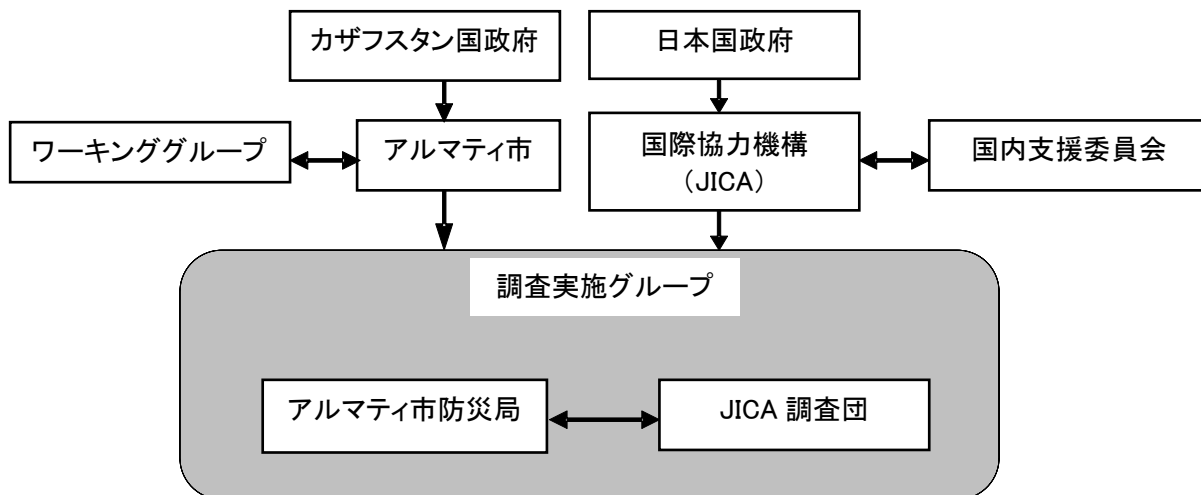 カザフスタン国政府
日本国政府
ワーキンググループ
アルマティ市
国際協力機構
（JICA）
国内支援委員会
調査実施グループ
アルマティ市防災局
JICA 調査団